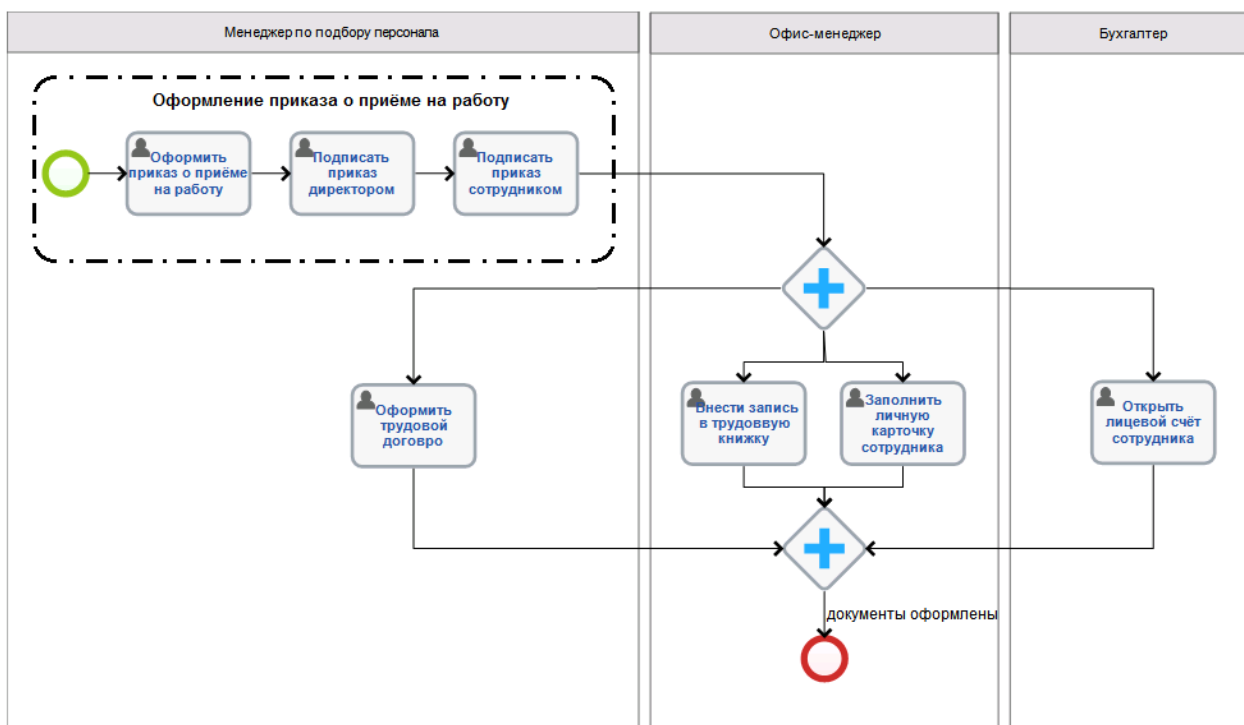 Менеджер по подбору персонала
Офис-менеджер
Бухгалтер
Оформление приказа о приёме на работу
Оформить
приказ о приёме
на работу
Подписать
приказ
директором
Подписать
приказ
сотрудником
Оформить
трудовой
договро
Внести запись
в трудоввую
книжку
Заполнить
личную
карточку
сотрудника
Открыть
лицевой счёт
сотрудника
документы оформлены